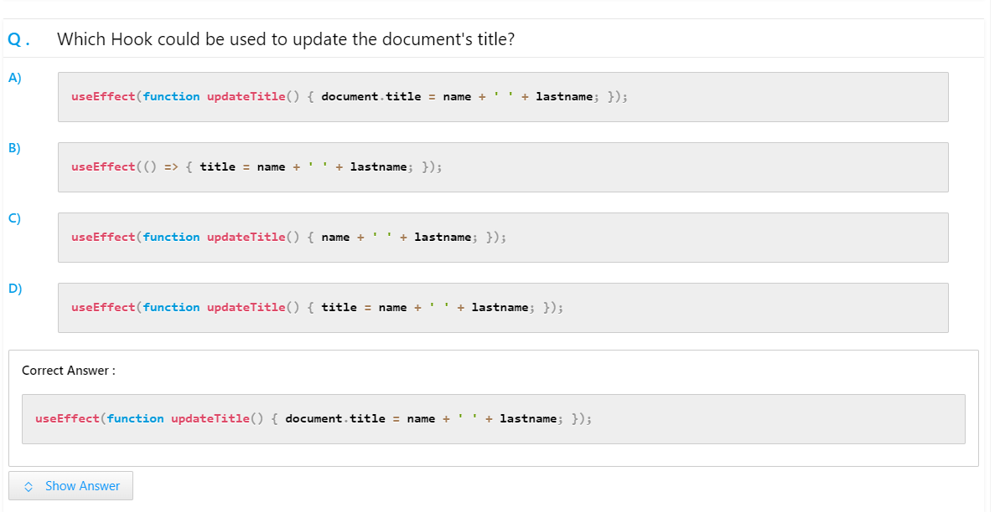 Q . Which Hook could be used to update the document's title?
A) useEffect(function updateTitle() { document.title = name + ' ' + lastname; });
B) useEffect(() => { title = name + ' ' + lastname; });
C) useEffect(function updateTitle() { name + ' ' + lastname; });
D) useEffect(function updateTitle() { title = name + ' ' + lastname; });
Correct Answer :
useEffect(function updateTitle() { document.title = name + ' ' + lastname; });
Show Answer